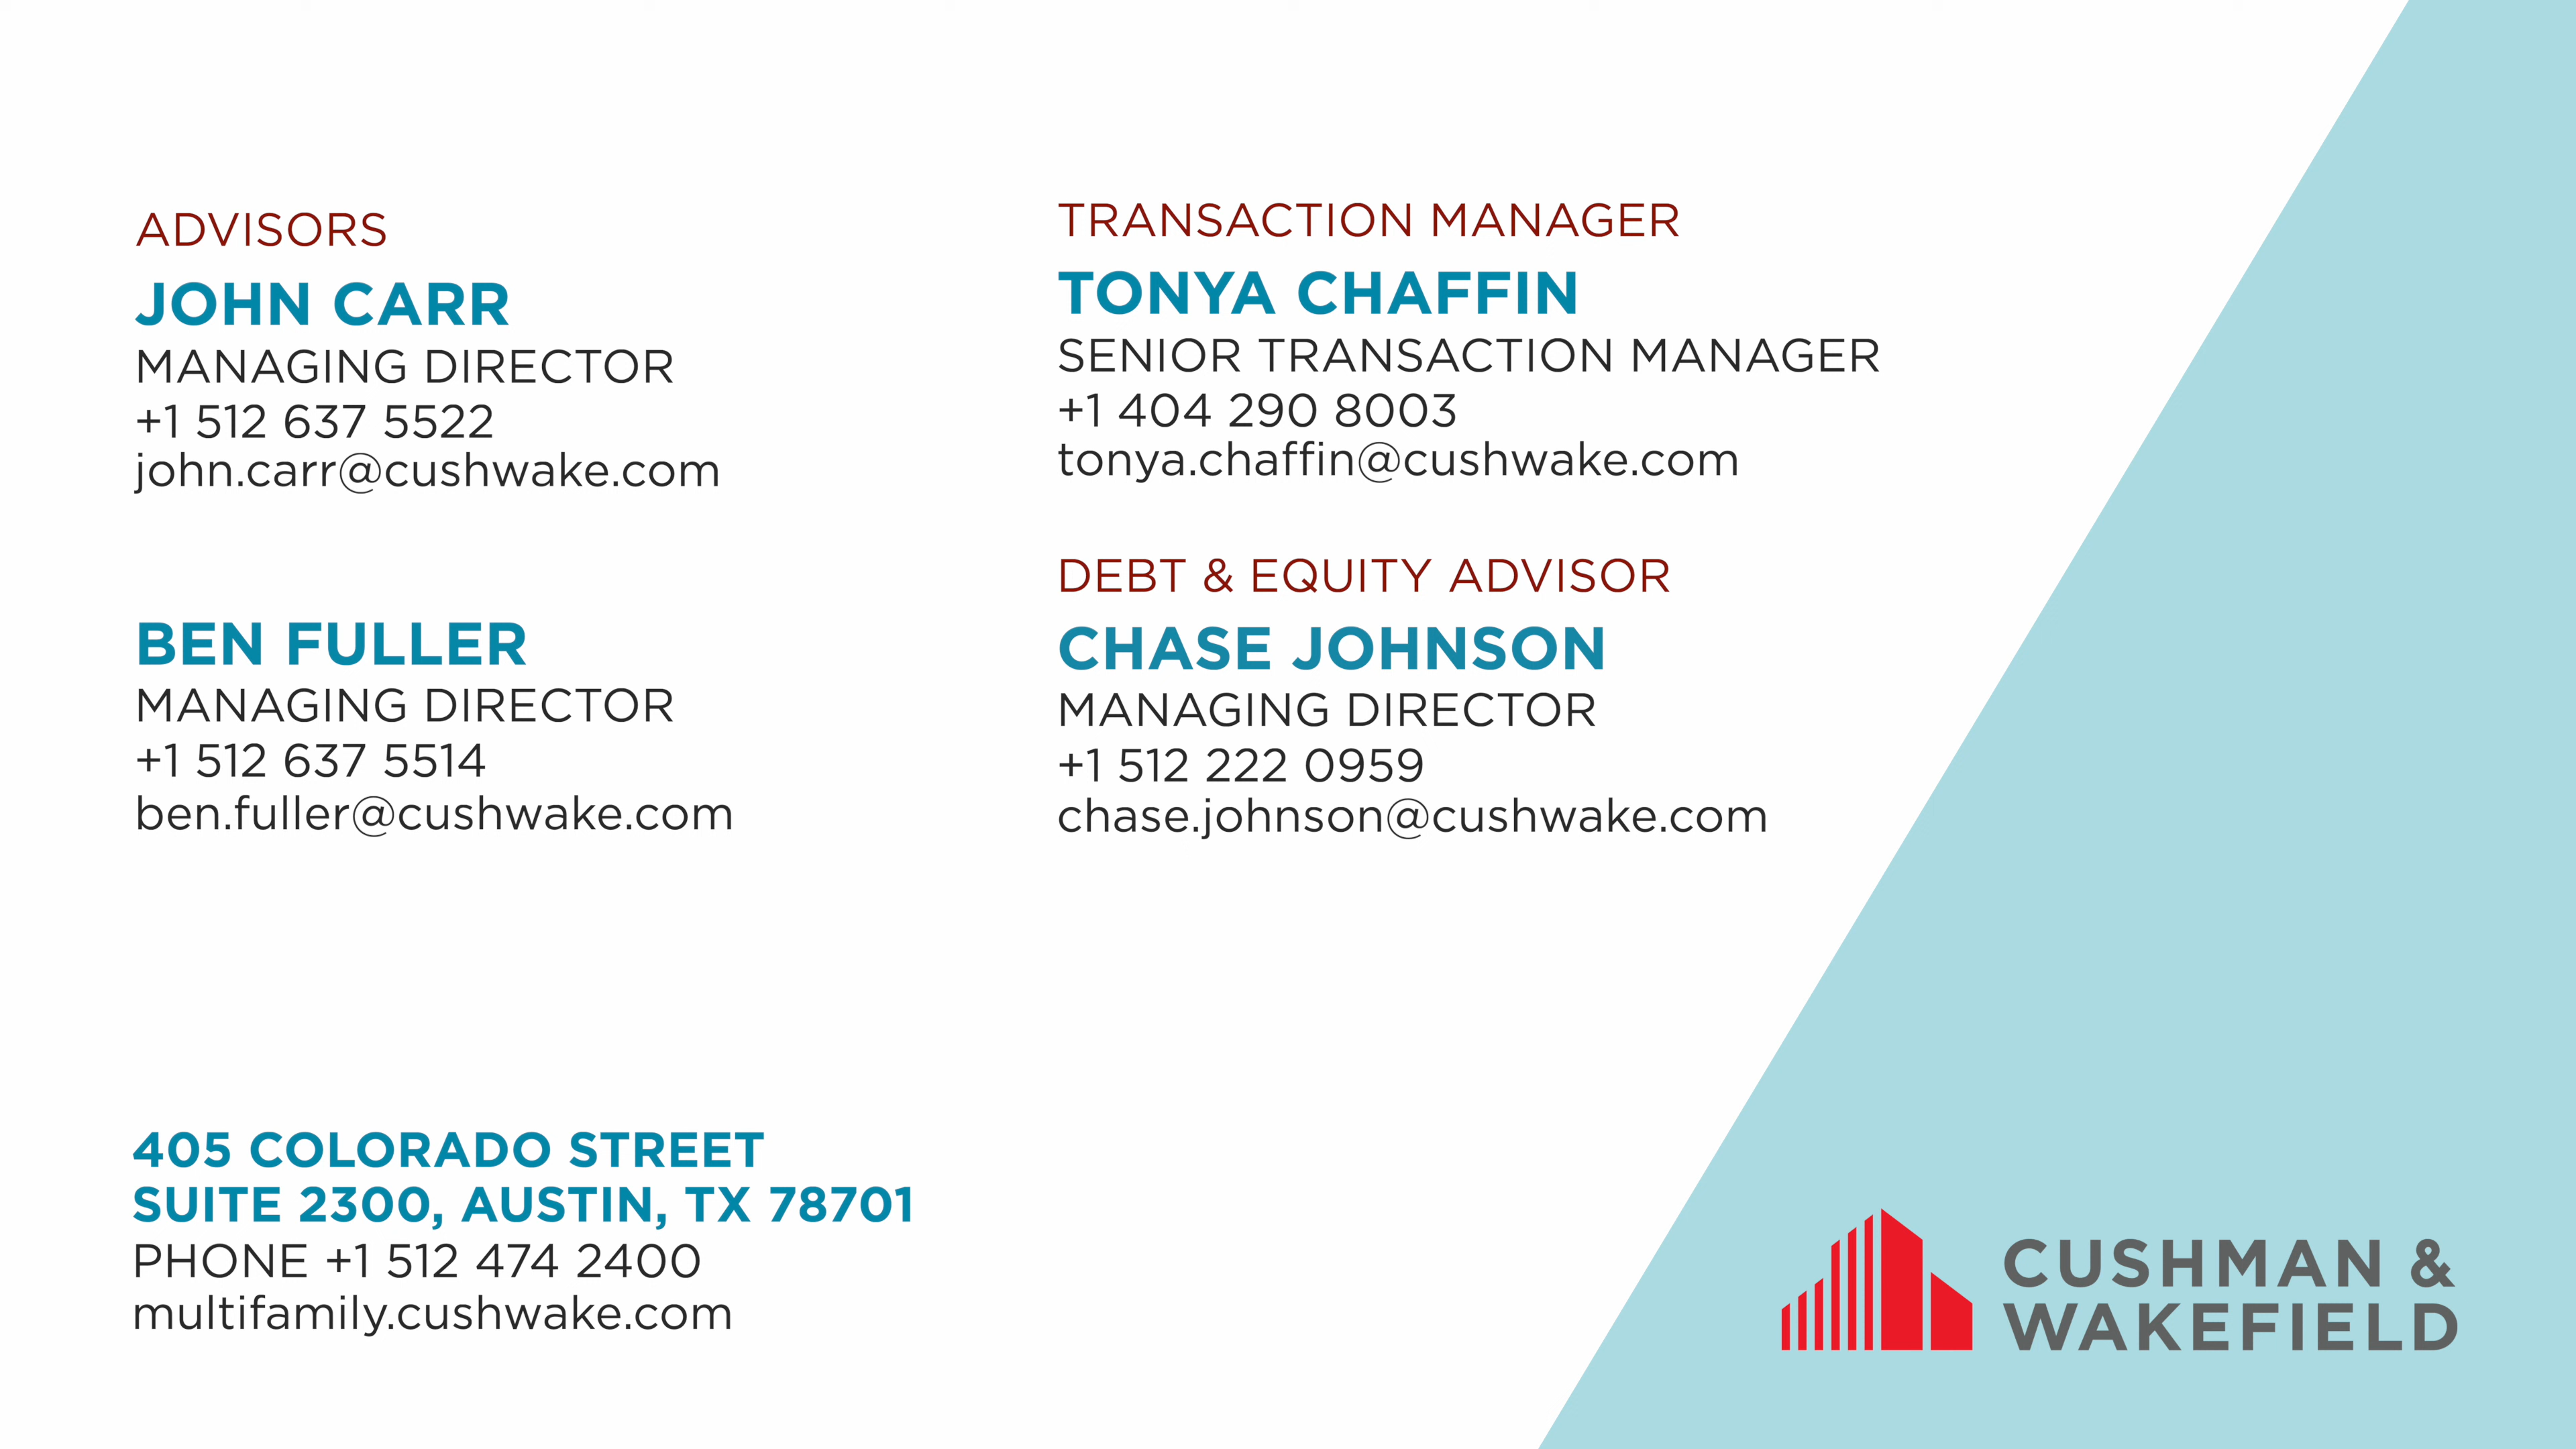 ADVISORS
JOHN CARR
MANAGING DIRECTOR
+1 512 637 5522
john.carr@cushwake.com
BEN FULLER
MANAGING DIRECTOR
+1 512 637 5514
ben.fuller@cushwake.com
TRANSACTION MANAGER
TONYA CHAFFIN
SENIOR TRANSACTION MANAGER
+1 404 290 8003
tonya.chaffin@cushwake.com
DEBT & EQUITY ADVISOR
CHASE JOHNSON
MANAGING DIRECTOR
+1 512 222 0959
chase.johnson@cushwake.com
405 COLORADO STREET
SUITE 2300, AUSTIN, TX 78701
PHONE +1 512 474 2400
multifamily.cushwake.com
CUSHMAN &
WAKEFIELD